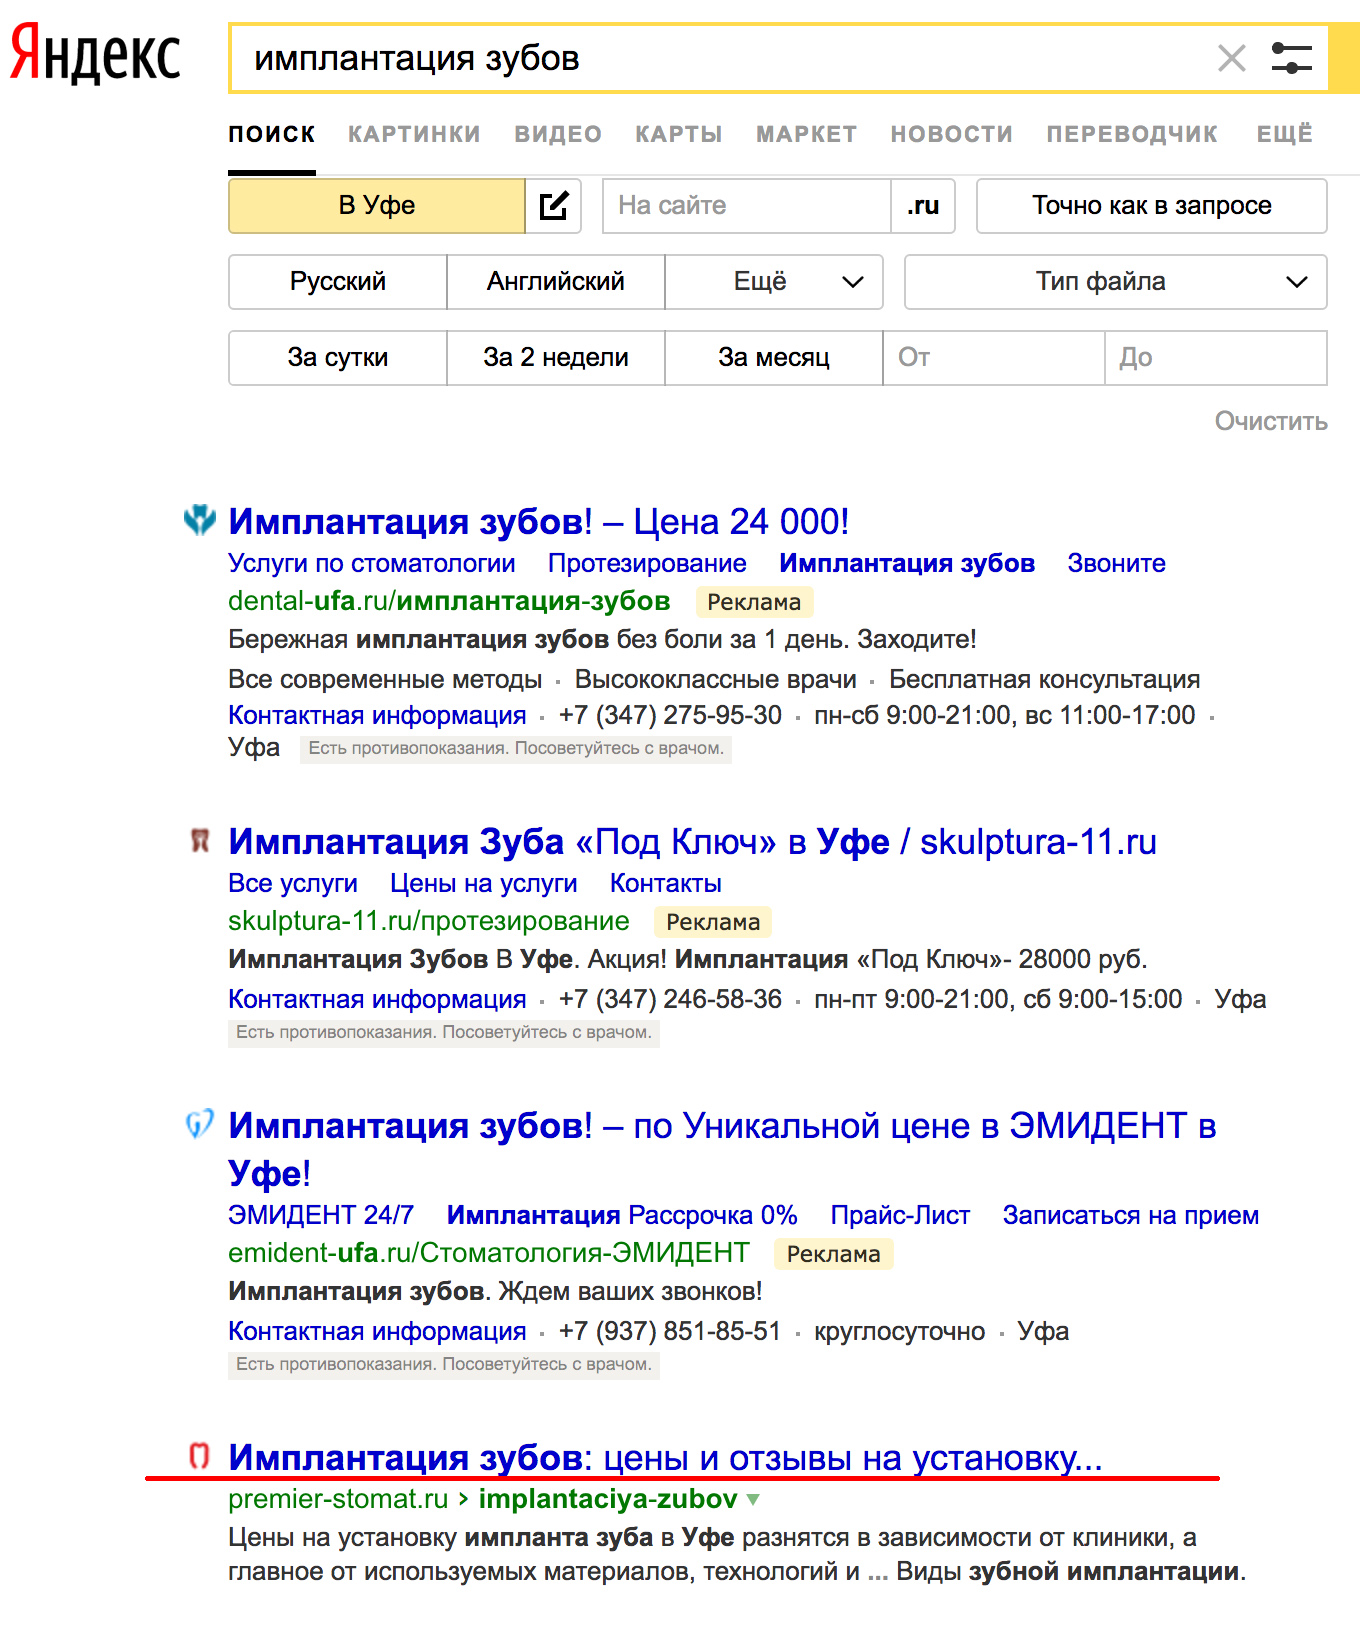 Яндекс
имплантация зубов
ПОИСК КАРТИНКИ ВИДЕО КАРТЫ МАРКЕТ НОВОСТИ ПЕРЕВОДЧИК ЕЩЁ
В Уфе На сайте .ru Точно как в запросе
Русский Английский Ещё Тип файла
За сутки За 2 недели За месяц От До
Очистить
Имплантация зубов! – Цена 24 000!
Услуги по стоматологии Протезирование Имплантация зубов Звоните
dental-ufa.ru/имплантация-зубов Реклама
Бережная имплантация зубов без боли за 1 день. Заходите!
Все современные методы · Высококлассные врачи · Бесплатная консультация
Контактная информация · +7 (347) 275-95-30 · пн-сб 9:00-21:00, вс 11:00-17:00 ·
Уфа Есть противопоказания. Посоветуйтесь с врачом.
Имплантация Зуба «Под Ключ» в Уфе / skulptura-11.ru
Все услуги Цены на услуги Контакты
skulptura-11.ru/протезирование Реклама
Имплантация Зубов В Уфе. Акция! Имплантация «Под Ключ»- 28000 руб.
Контактная информация · +7 (347) 246-58-36 · пн-пт 9:00-21:00, сб 9:00-15:00 · Уфа
Есть противопоказания. Посоветуйтесь с врачом.
Имплантация зубов! – по Уникальной цене в ЭМИДЕНТ в
Уфе!
ЭМИДЕНТ 24/7 Имплантация Рассрочка 0% Прайс-Лист Записаться на прием
emident-ufa.ru/Стоматология-ЭМИДЕНТ Реклама
Имплантация зубов. Ждем ваших звонков!
Контактная информация · +7 (937) 851-85-51 · круглосуточно · Уфа
Есть противопоказания. Посоветуйтесь с врачом.
Имплантация зубов: цены и отзывы на установку...
premier-stomat.ru › implantaciya-zubov
Цены на установку импланта зуба в Уфе разнятся в зависимости от клиники, а
главное от используемых материалов, технологий и ... Виды зубной имплантации.